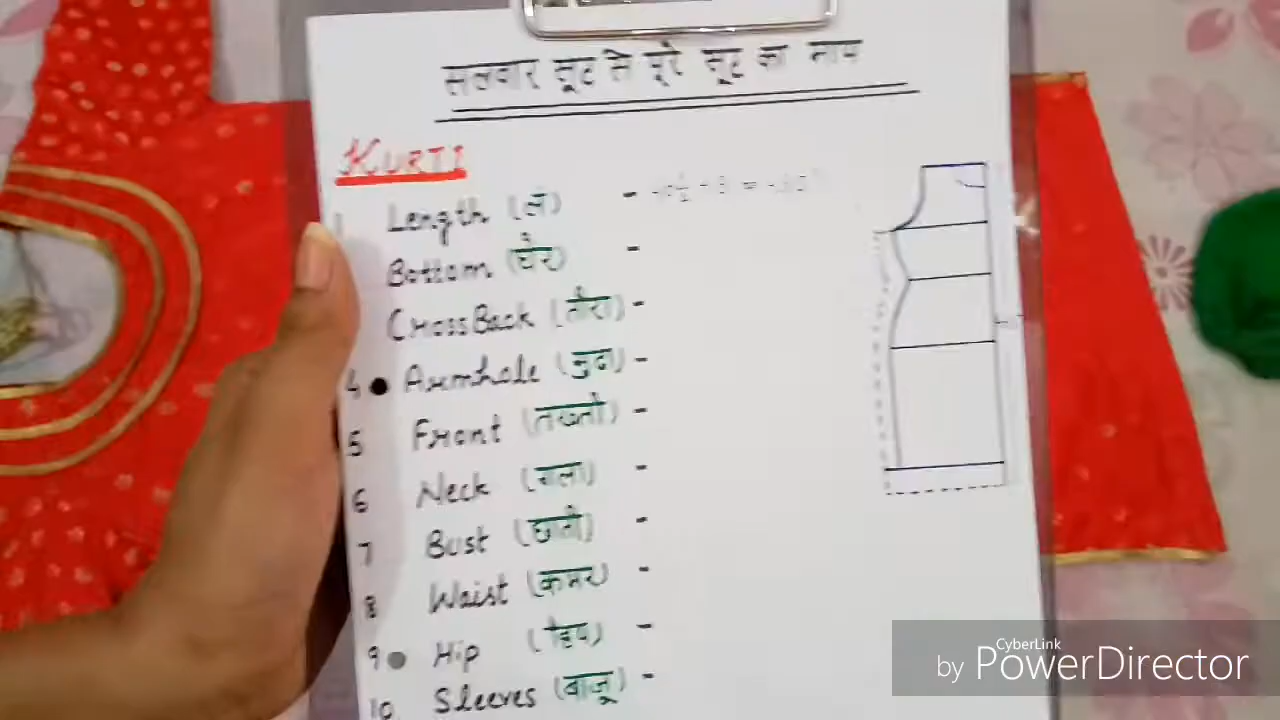 सलवार सूट से पूरे सूट का नाप
KURTI
1 Length (लं) -
Bottom (घेर) -
CrossBack (तीरा) -
4 Armhole (मुढा) -
5 Front (तख्ती) -
6 Neck (गला) -
7 Bust (छाती) -
8 Waist (कमर) -
9 Hip (हिप) -
10 Sleeves (बाजू) -
CyberLink
by PowerDirector